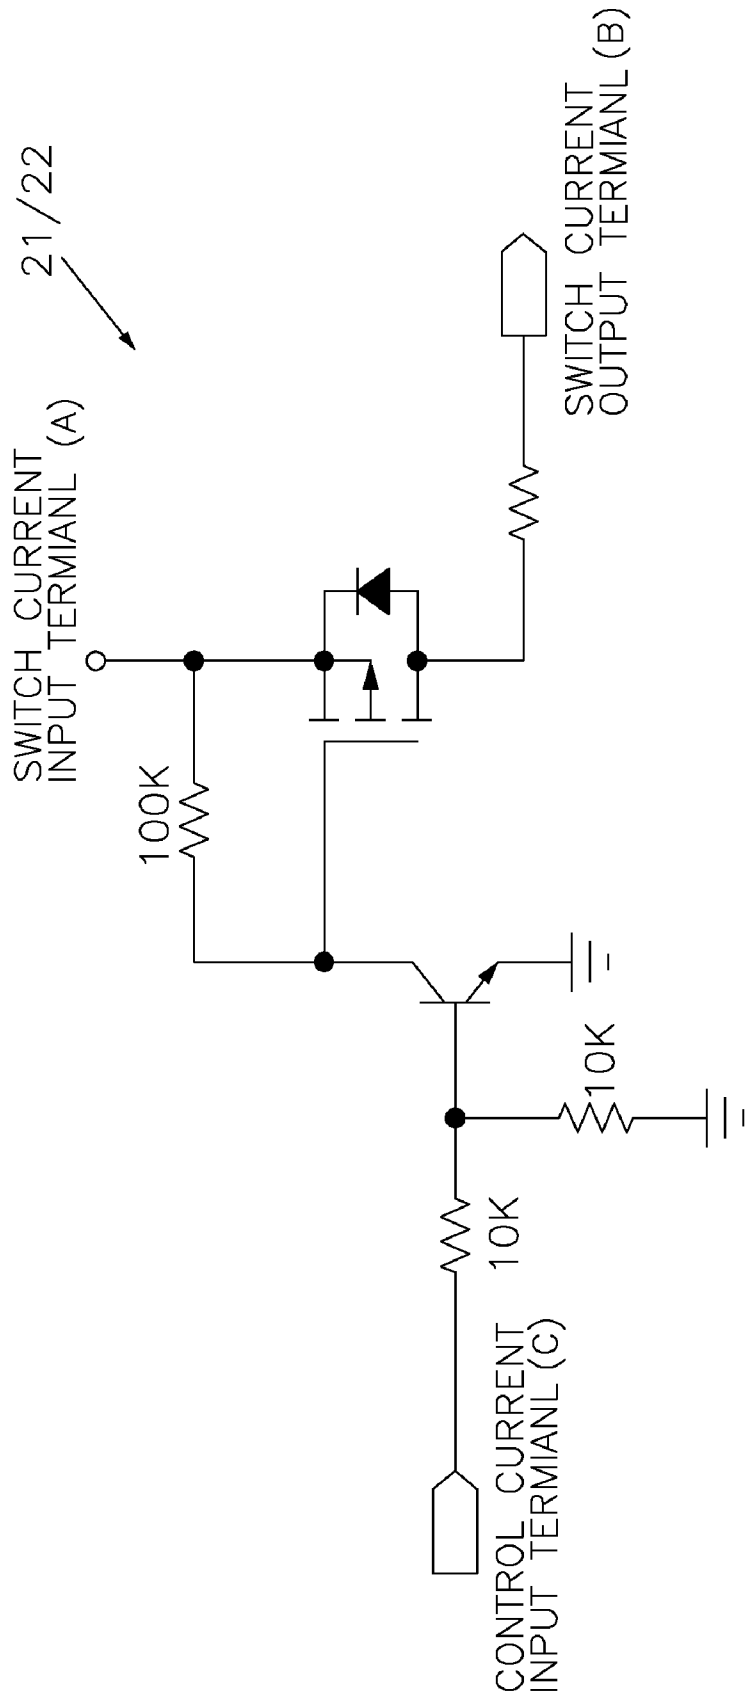 21/22
SWITCH CURRENT
INPUT TERMIANL (A)
100K
SWITCH CURRENT
OUTPUT TERMIANL (B)
10K
10K
CONTROL CURRENT
INPUT TERMIANL (C)